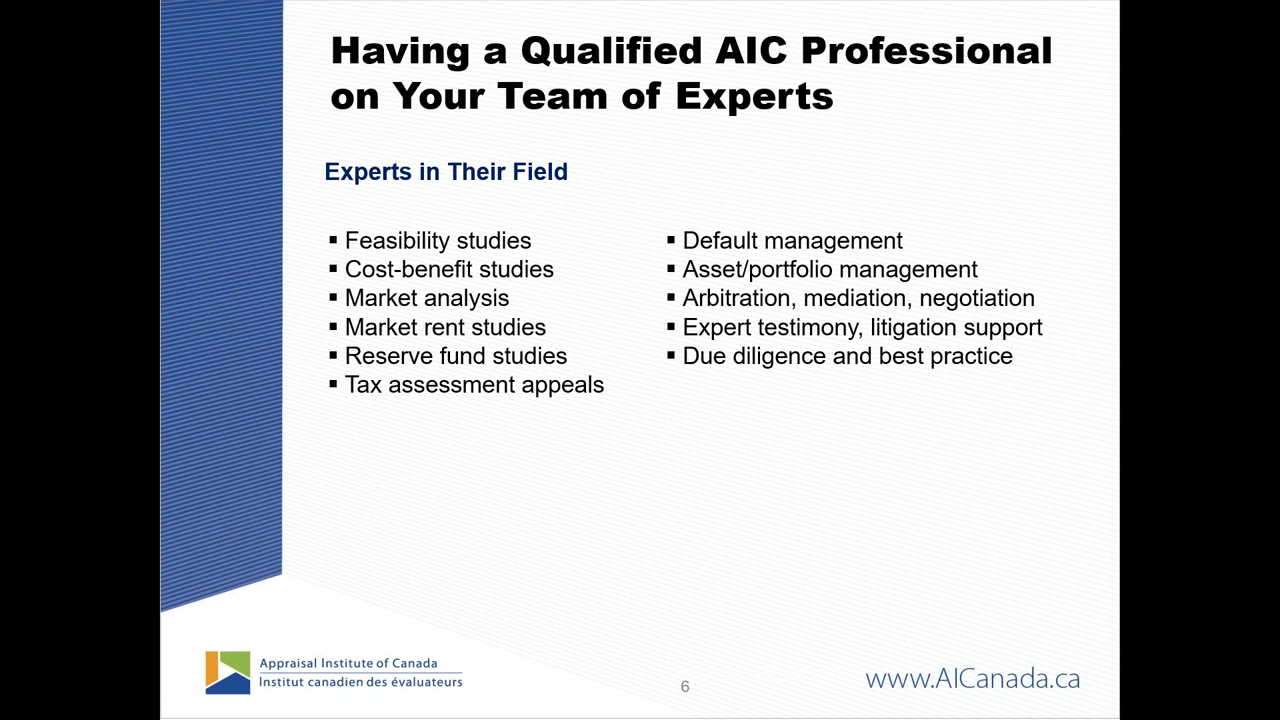 Having a Qualified AIC Professional
on Your Team of Experts
Experts in Their Field
▪ Feasibility studies
▪ Cost-benefit studies
▪ Market analysis
▪ Market rent studies
▪ Reserve fund studies
▪ Tax assessment appeals
▪ Default management
▪ Asset/portfolio management
▪ Arbitration, mediation, negotiation
▪ Expert testimony, litigation support
▪ Due diligence and best practice
Appraisal Institute of Canada
Institut canadien des évaluateurs
6
www.AICanada.ca